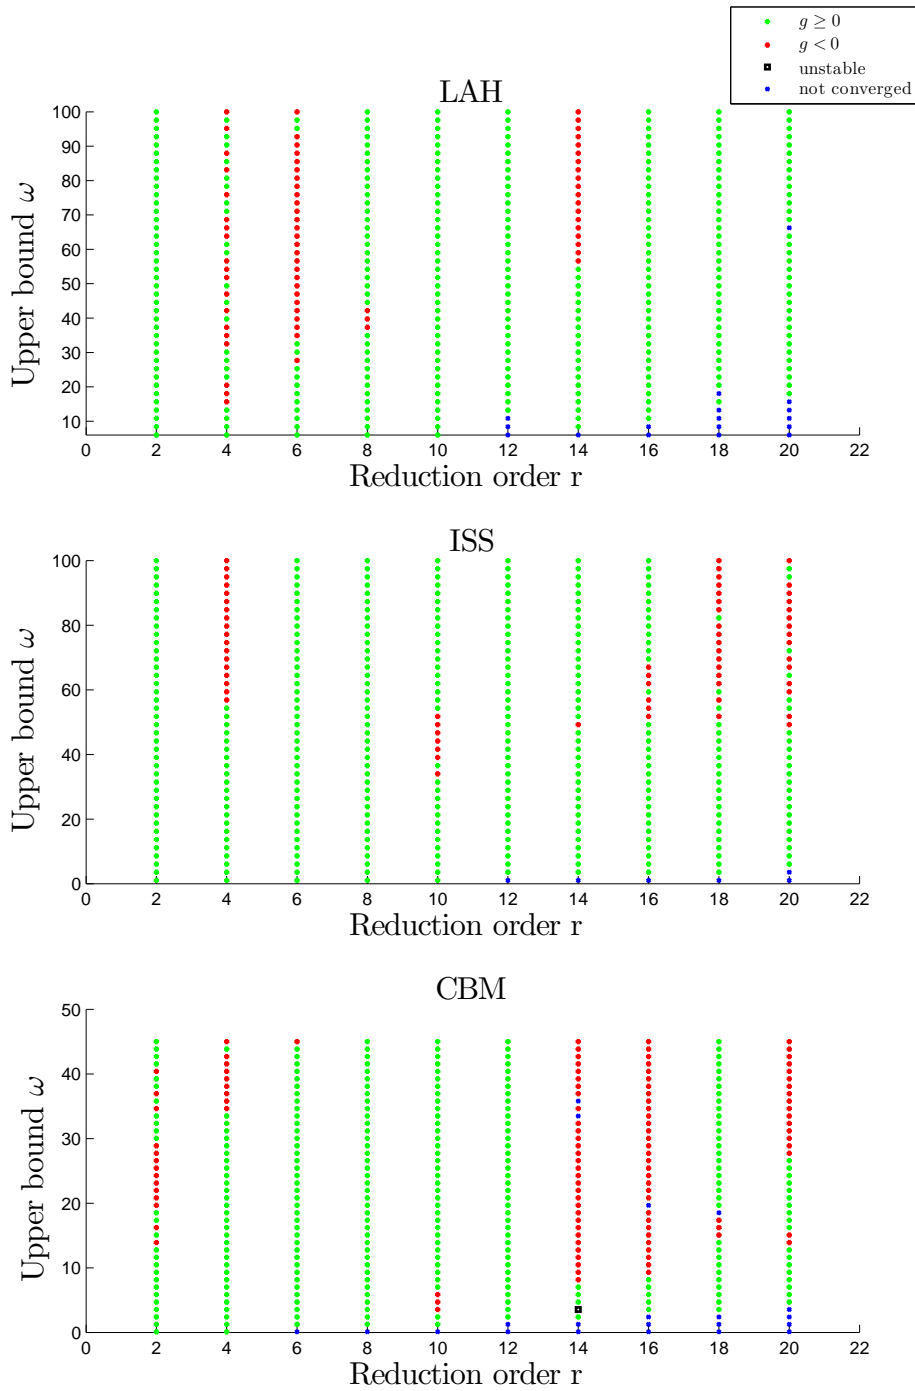 g ≥ 0
g < 0
unstable
not converged
LAH
100
90
80
70
60
50
40
30
20
10
Upper bound ω
0 2 4 6 8 10 12 14 16 18 20 22
Reduction order r
ISS
100
80
60
40
20
0
Upper bound ω
0 2 4 6 8 10 12 14 16 18 20 22
Reduction order r
CBM
50
40
30
20
10
0
Upper bound ω
0 2 4 6 8 10 12 14 16 18 20 22
Reduction order r